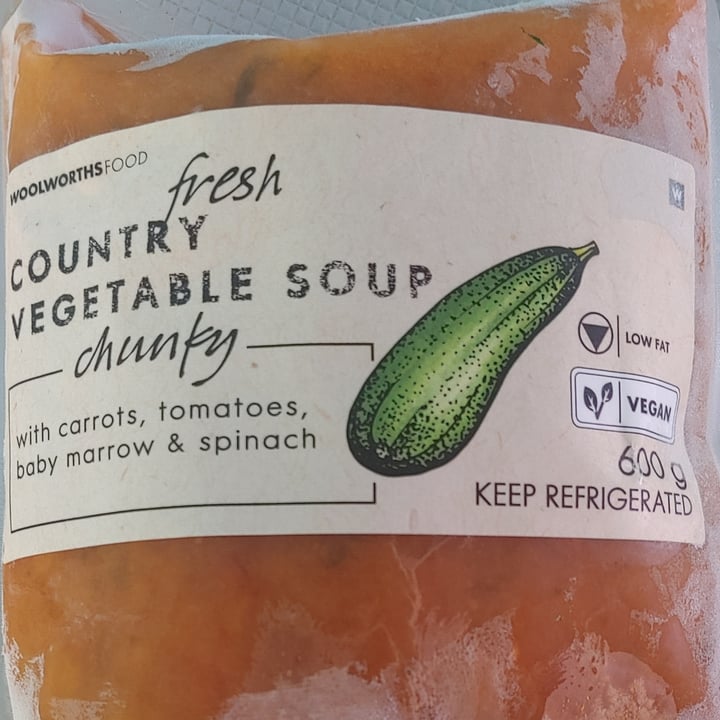 WOOLWORTHSFOOD
W
fresh
COUNTRY
VEGETABLE SOUP
chunky
with carrots, tomatoes,
baby marrow & spinach
LOW FAT
VEGAN
600 g
KEEP REFRIGERATED